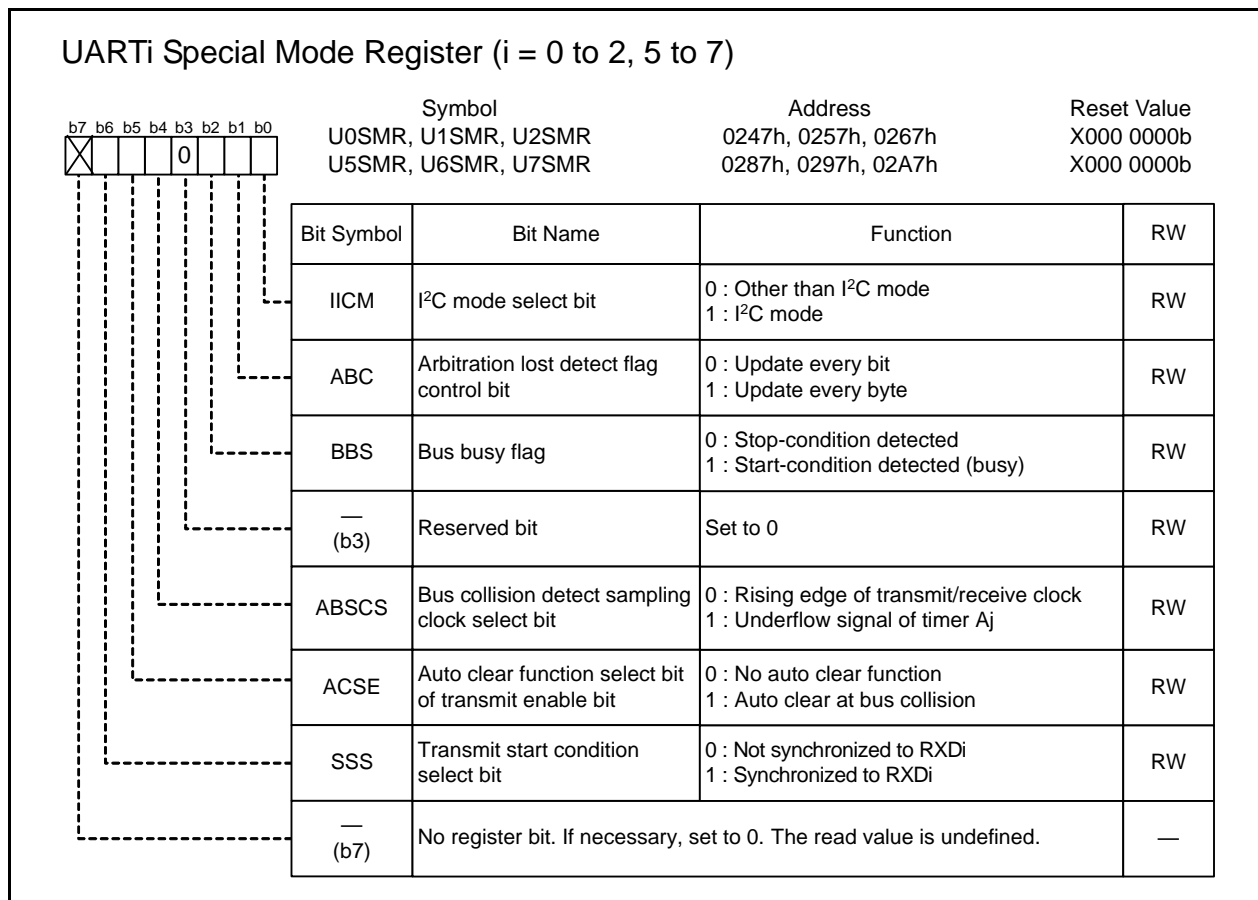 UARTi Special Mode Register (i = 0 to 2, 5 to 7)
Symbol Address Reset Value
b7 b6 b5 b4 b3 b2 b1 b0
U0SMR, U1SMR, U2SMR 0247h, 0257h, 0267h X000 0000b
0
U5SMR, U6SMR, U7SMR 0287h, 0297h, 02A7h X000 0000b
Bit Symbol Bit Name Function RW
IICM I²C mode select bit 0 : Other than I²C mode RW
1 : I²C mode
ABC Arbitration lost detect flag 0 : Update every bit RW
control bit 1 : Update every byte
BBS Bus busy flag 0 : Stop-condition detected RW
1 : Start-condition detected (busy)
— Reserved bit Set to 0 RW
(b3)
ABSCS Bus collision detect sampling 0 : Rising edge of transmit/receive clock RW
clock select bit 1 : Underflow signal of timer Aj
ACSE Auto clear function select bit 0 : No auto clear function RW
of transmit enable bit 1 : Auto clear at bus collision
SSS Transmit start condition 0 : Not synchronized to RXDi RW
select bit 1 : Synchronized to RXDi
— No register bit. If necessary, set to 0. The read value is undefined. —
(b7)